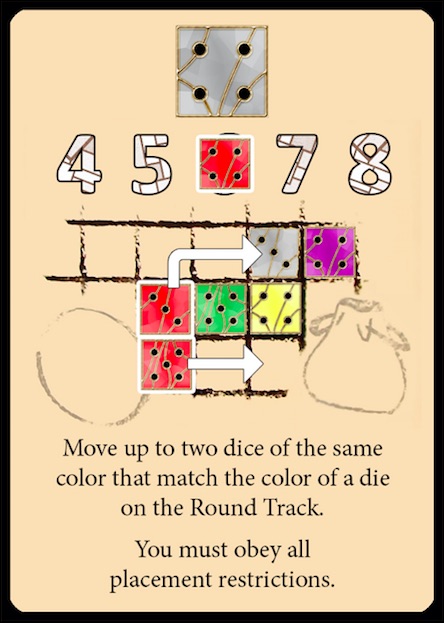 4 5 7 8
Move up to two dice of the same
color that match the color of a die
on the Round Track.
You must obey all
placement restrictions.